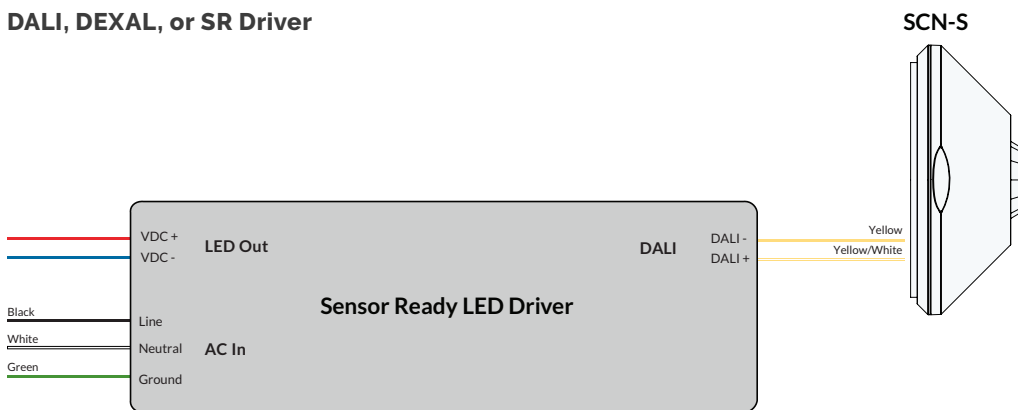 DALI, DEXAL, or SR Driver
SCN-S
VDC +
VDC -
LED Out
DALI
DALI -
DALI +
Yellow
Yellow/White
Sensor Ready LED Driver
Black
Line
White
Neutral
AC In
Green
Ground